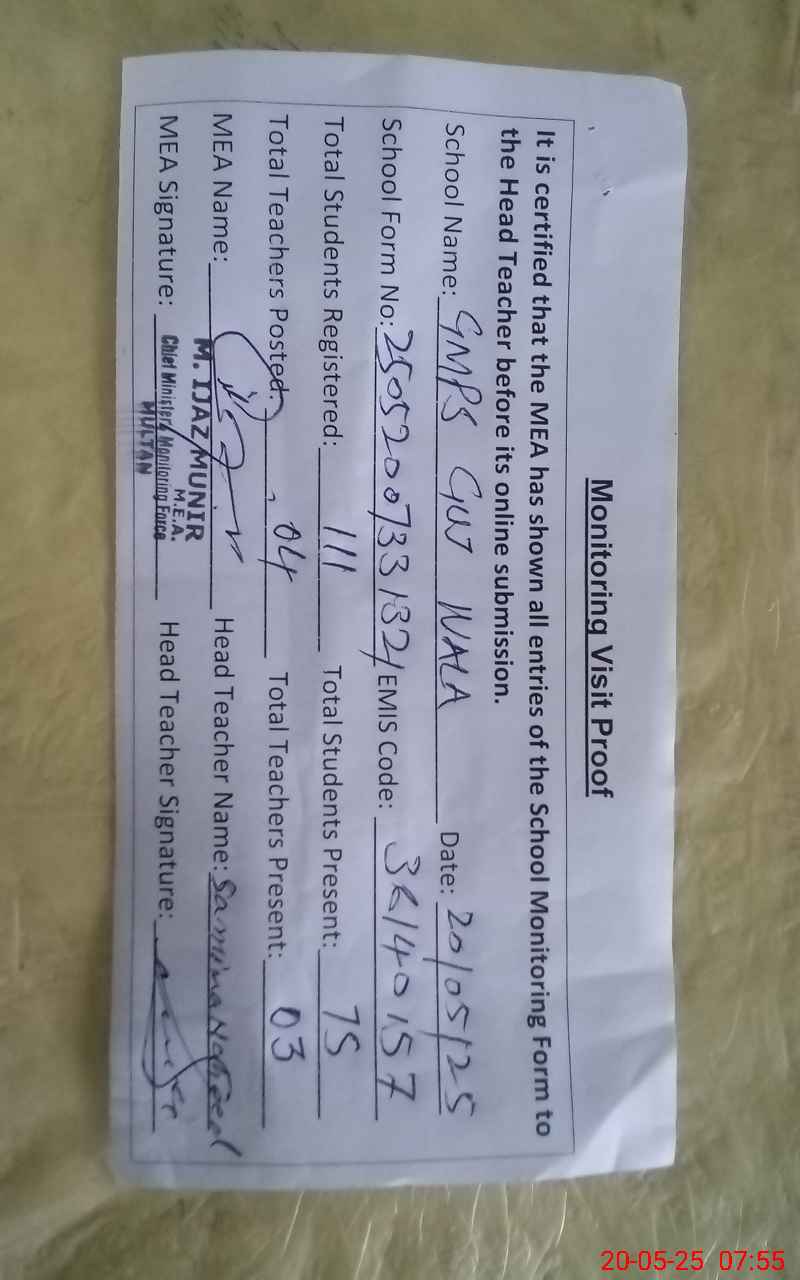 Monitoring Visit Proof
It is certified that the MEA has shown all entries of the School Monitoring Form to
the Head Teacher before its online submission.
School Name: GMPS GW WALA Date: 20/05/25
School Form No: EMIS Code:
Total Students Registered: 111 Total Students Present: 75
Total Teachers Posted: 04 Total Teachers Present: 03
MEA Name: Head Teacher Name: Samina
M. IJAZ MUNIR
M.E.A.
MEA Signature: Chief Ministers Monitoring Force Head Teacher Signature:
MULTAN
20-05-25 07:55